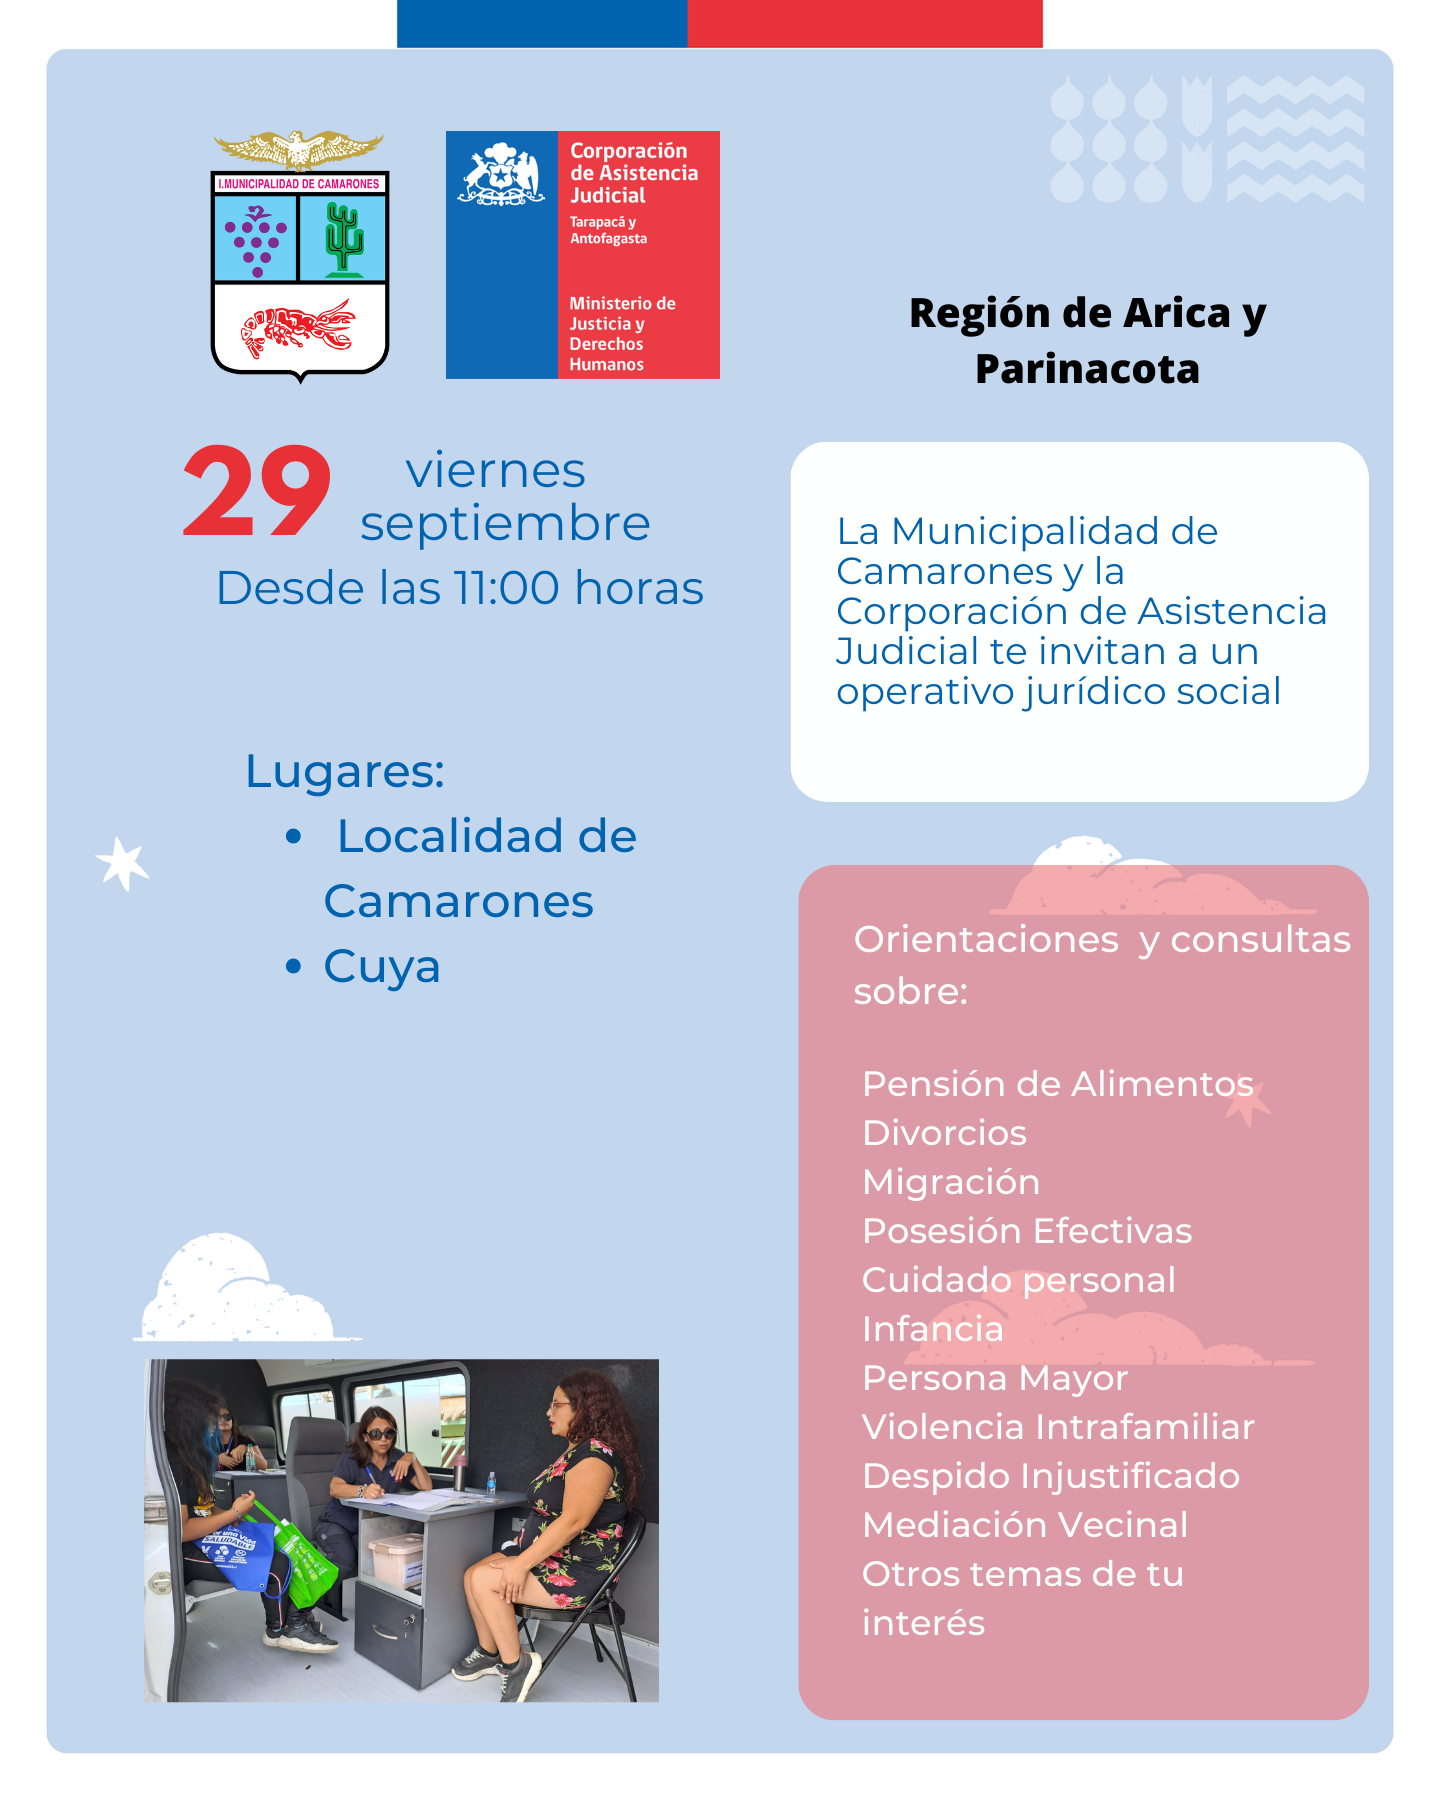 I.MUNICIPALIDAD DE CAMARONES
Corporación
de Asistencia
Judicial
Tarapacá y
Antofagasta
Ministerio de
Justicia y
Derechos
Humanos
Región de Arica y
Parinacota
29
viernes
septiembre
Desde las 11:00 horas
La Municipalidad de
Camarones y la
Corporación de Asistencia
Judicial te invitan a un
operativo jurídico social
Lugares:
• Localidad de
Camarones
• Cuya
Orientaciones y consultas
sobre:
Pensión de Alimentos
Divorcios
Migración
Posesión Efectivas
Cuidado personal
Infancia
Persona Mayor
Violencia Intrafamiliar
Despido Injustificado
Mediación Vecinal
Otros temas de tu
interés
una Vida
SALUDABLE